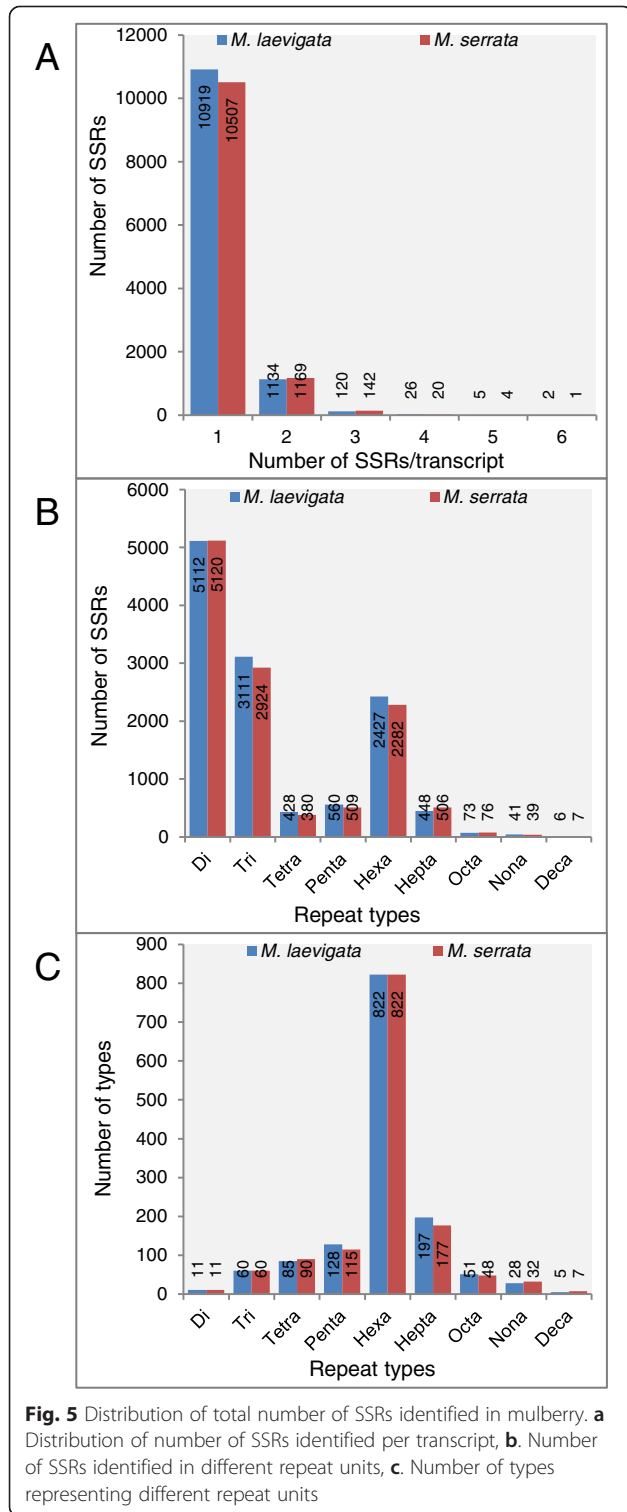 A
M. laevigata M. serrata
12000
10000
8000
6000
4000
2000
0
Number of SSRs
10919 10507
1134 1169
120 142
26 20
5 4
2 1
1 2 3 4 5 6
Number of SSRs/transcript
B
M. laevigata M. serrata
6000
5000
4000
3000
2000
1000
0
Number of SSRs
5112 5120
3111 2924
428 380
560 509
2427 2282
448 506
73 76
41 39
6 7
Di Tri Tetra Penta Hexa Hepta Octa Nona Deca
Repeat types
C
M. laevigata M. serrata
900
800
700
600
500
400
300
200
100
0
Number of types
11 11
60 60
85 90
128 115
822 822
197 177
51 48
28 32
5 7
Di Tri Tetra Penta Hexa Hepta Octa Nona Deca
Repeat types
Fig. 5 Distribution of total number of SSRs identified in mulberry. a
Distribution of number of SSRs identified per transcript, b. Number
of SSRs identified in different repeat units, c. Number of types
representing different repeat units